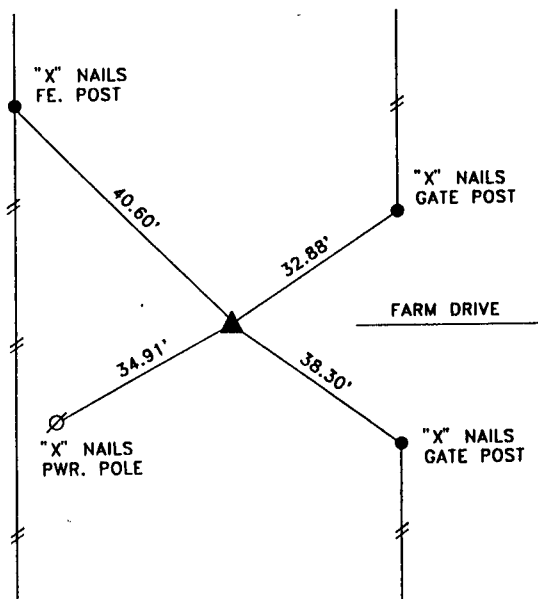 "X" NAILS
FE. POST
"X" NAILS
GATE POST
40.60'
32.88'
FARM DRIVE
34.91'
38.30'
"X" NAILS
PWR. POLE
"X" NAILS
GATE POST